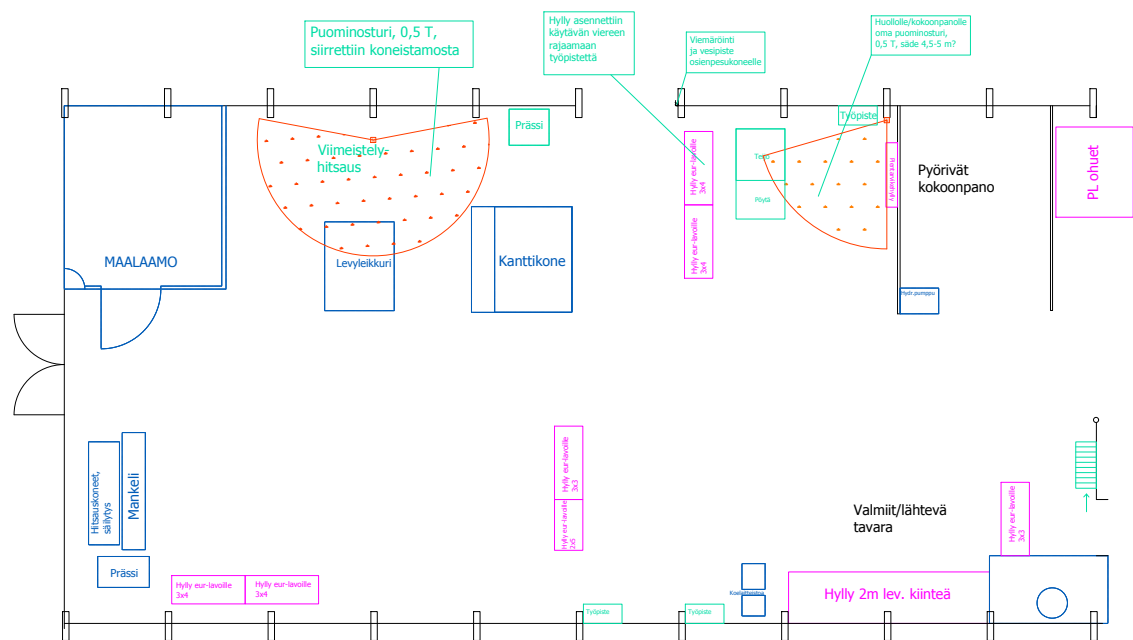 Puominosturi, 0,5 T,
siirrettiin koneistamosta
Hylly asennettiin
käytävän viereen
rajaamaan
työpistettä
Viemäröinti
ja vesipiste
osienpesukoneelle
Huollolle/kokoonpanolle
oma puominosturi,
0,5 T, säde 4,5-5 m?
Viimeistely-
hitsaus
Prässi
Työpiste
Hylly eur-lavoille
3x4
Hylly eur-lavoille
3x4
Pöytä
Pyörivät
kokoonpano
PL ohuet
MAALAAMO
Levyleikkuri
Kanttikone
Hydr.pumppu
Hitsauskoneet,
säilytys
Mankeli
Prässi
Hylly eur-lavoille
3x4
Hylly eur-lavoille
3x4
Hylly eur-lavoille
3x3
Hylly eur-lavoille
2x5
Työpiste
Työpiste
Valmiit/lähtevä
tavara
Hylly eur-lavoille
3x3
Hylly 2m lev. kiinteä